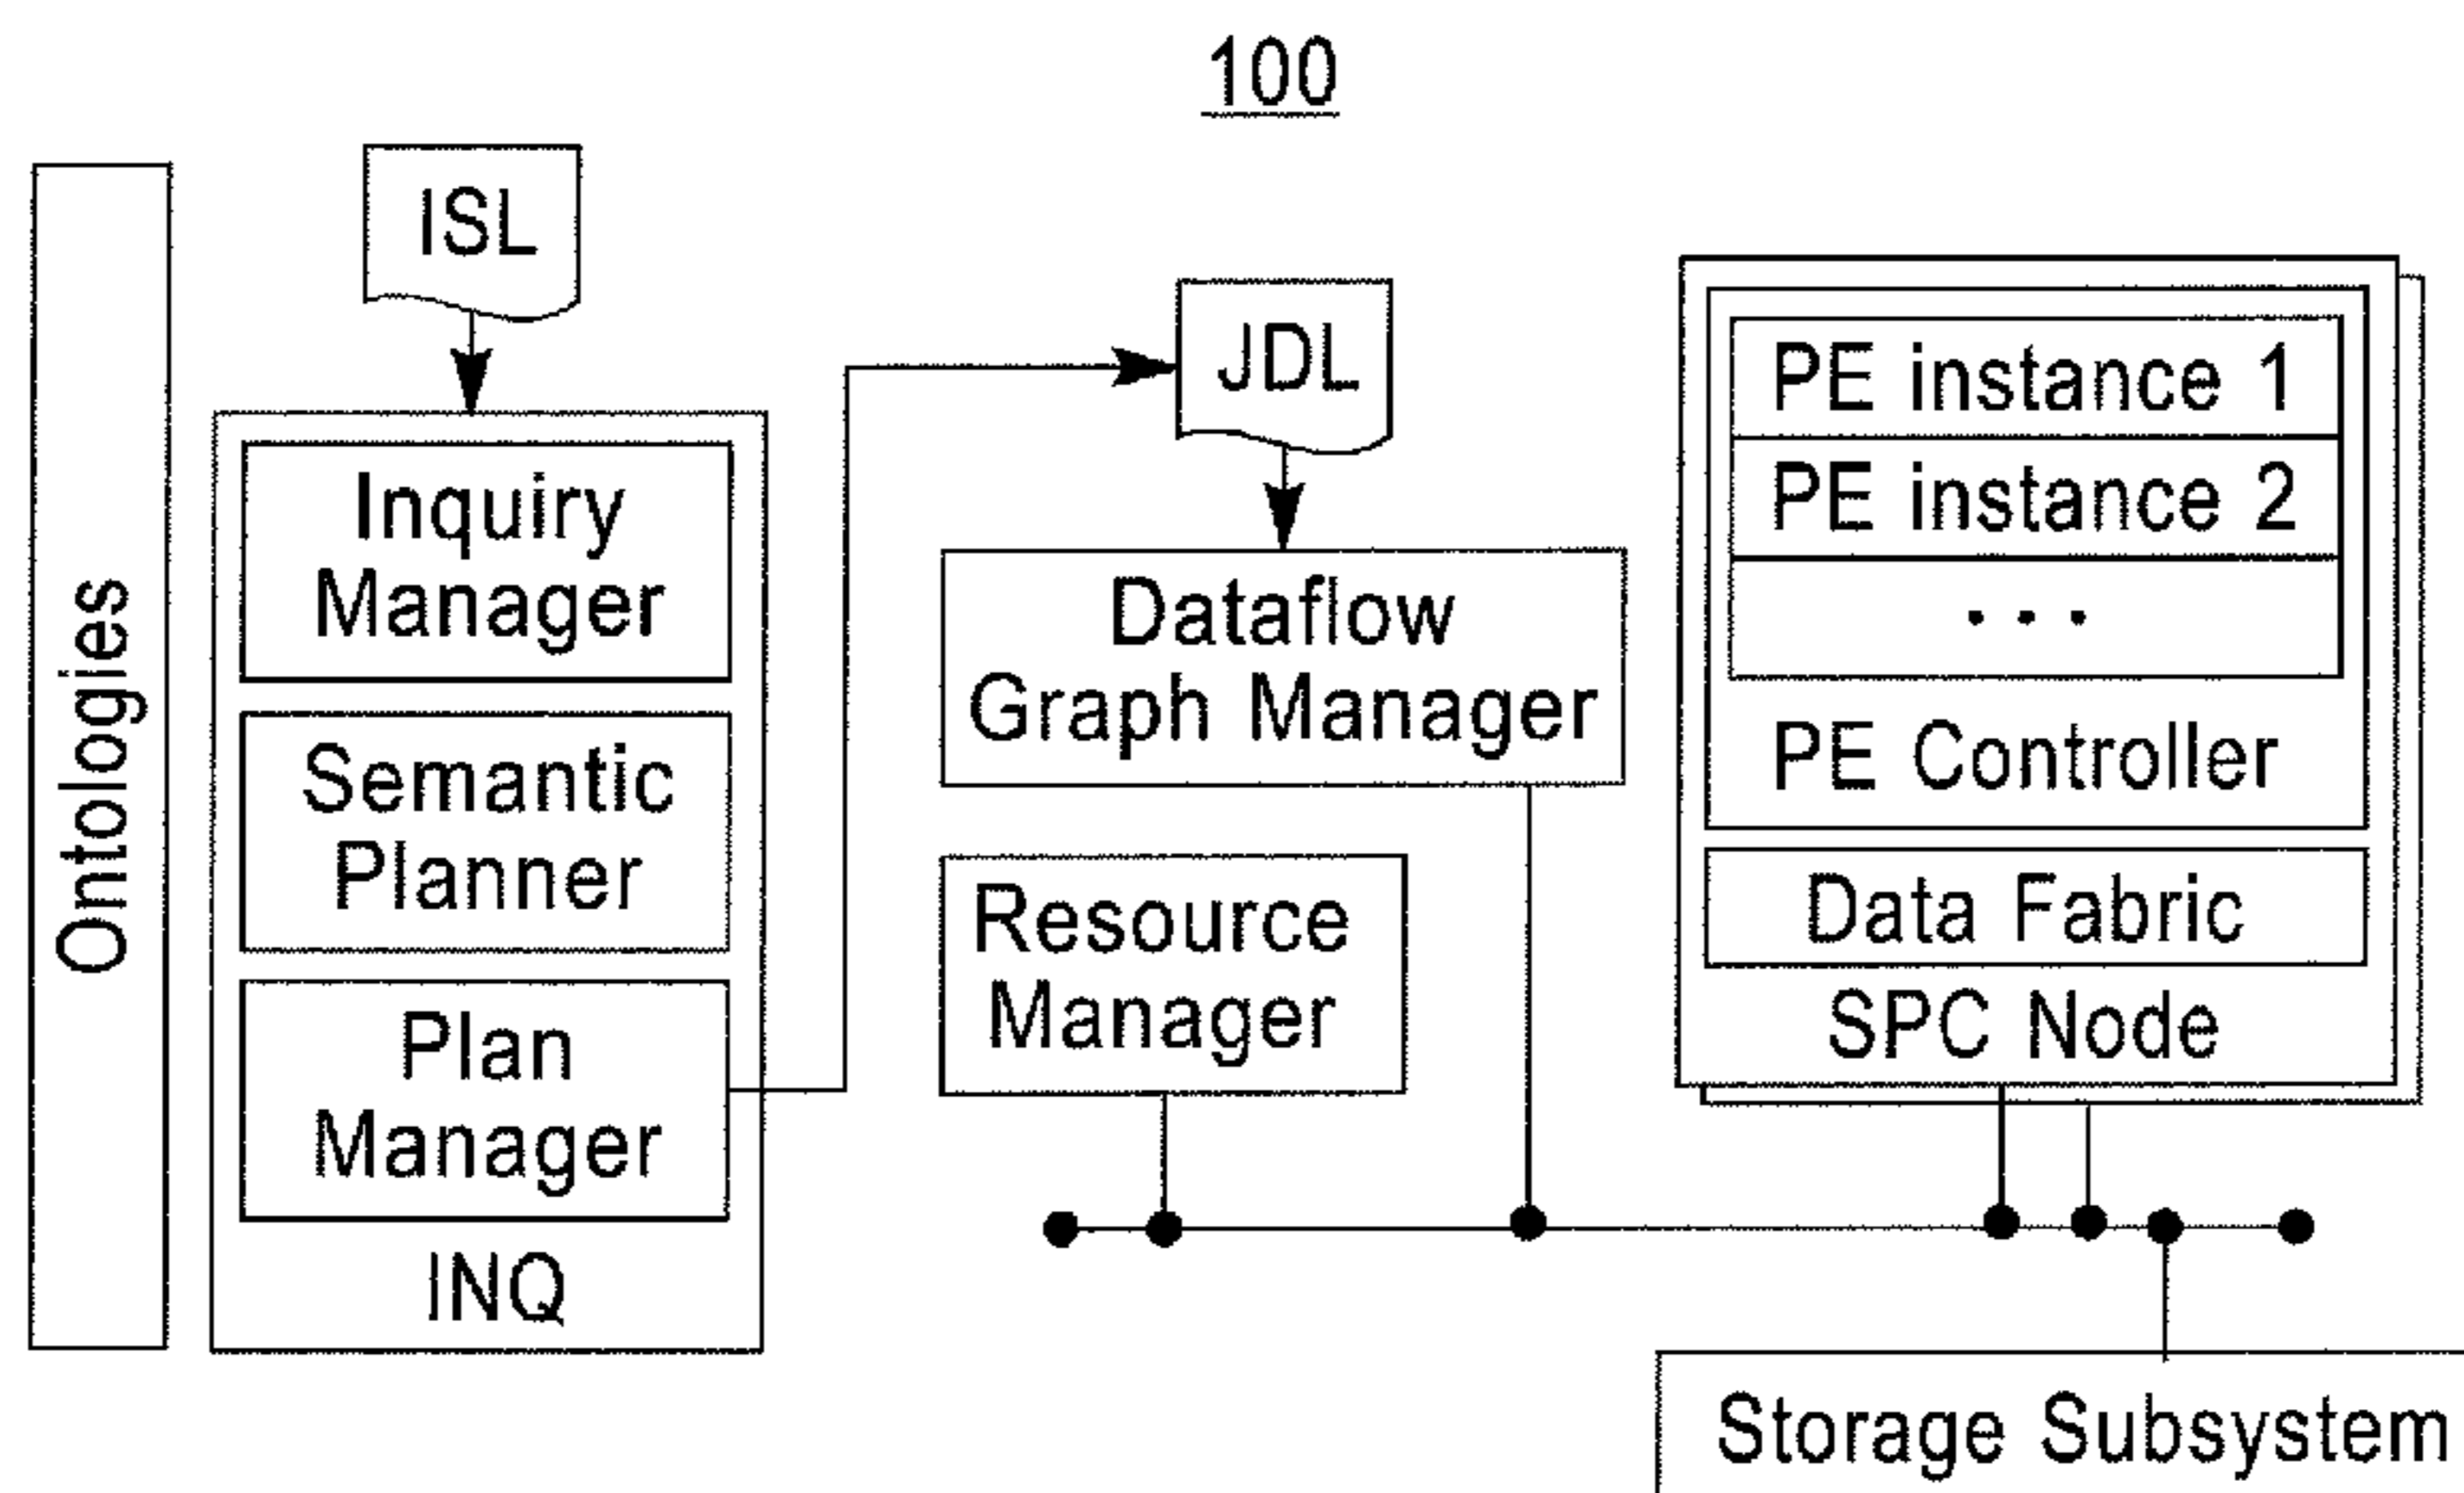 100
Ontologies
ISL
Inquiry
Manager
Semantic
Planner
Plan
Manager
INQ
JDL
Dataflow
Graph Manager
Resource
Manager
PE instance 1
PE instance 2
...
PE Controller
Data Fabric
SPC Node
Storage Subsystem